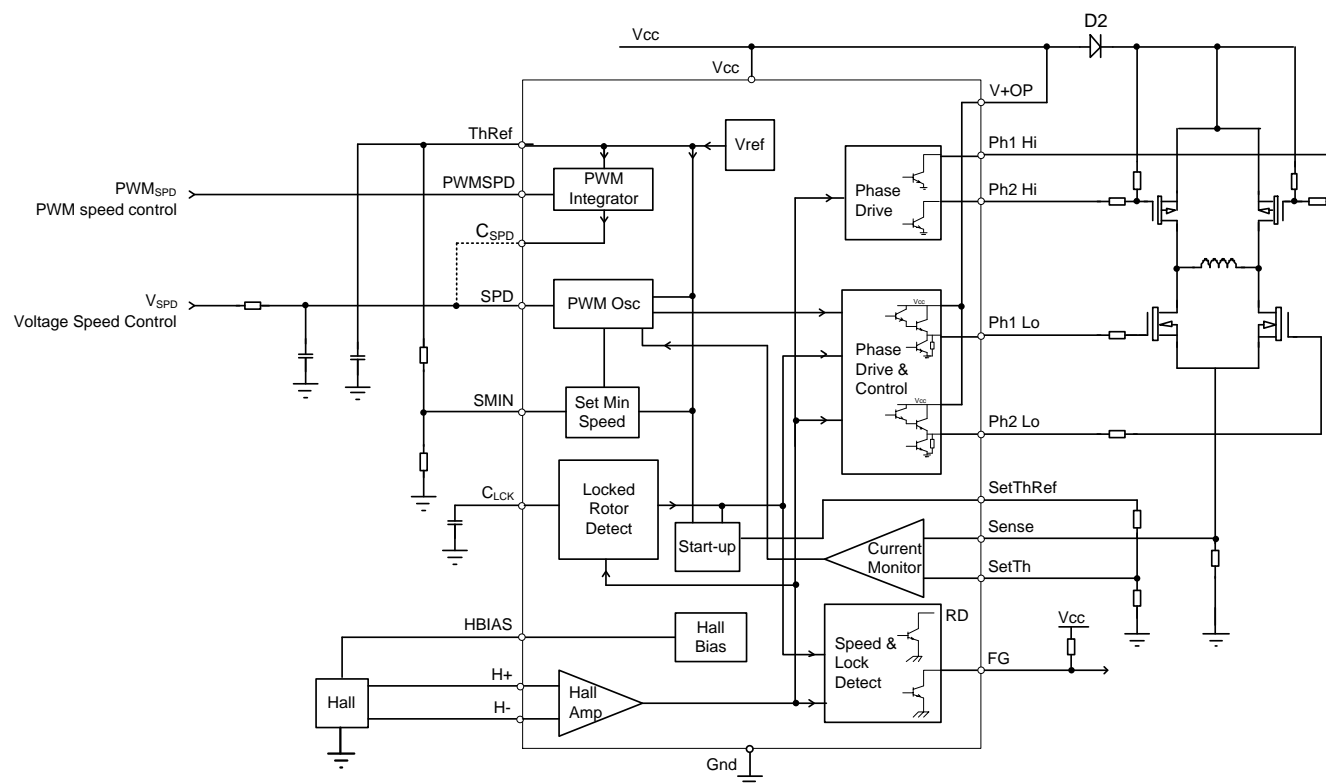 D2
Vcc
Vcc
V+OP
ThRef
Vref
Ph1 Hi
PWMSPD
PWM speed control
PWMSPD
PWM
Integrator
Phase
Drive
Ph2 Hi
CSPD
VSPD
Voltage Speed Control
SPD
PWM Osc
Vcc
Ph1 Lo
Phase
Drive &
Control
SMIN
Set Min
Speed
Vcc
Ph2 Lo
CLCK
Locked
Rotor
Detect
Start-up
SetThRef
Sense
Current
Monitor
SetTh
HBIAS
Hall
Bias
RD
Vcc
Speed &
Lock
Detect
FG
H+
Hall
Hall
Amp
H-
Gnd